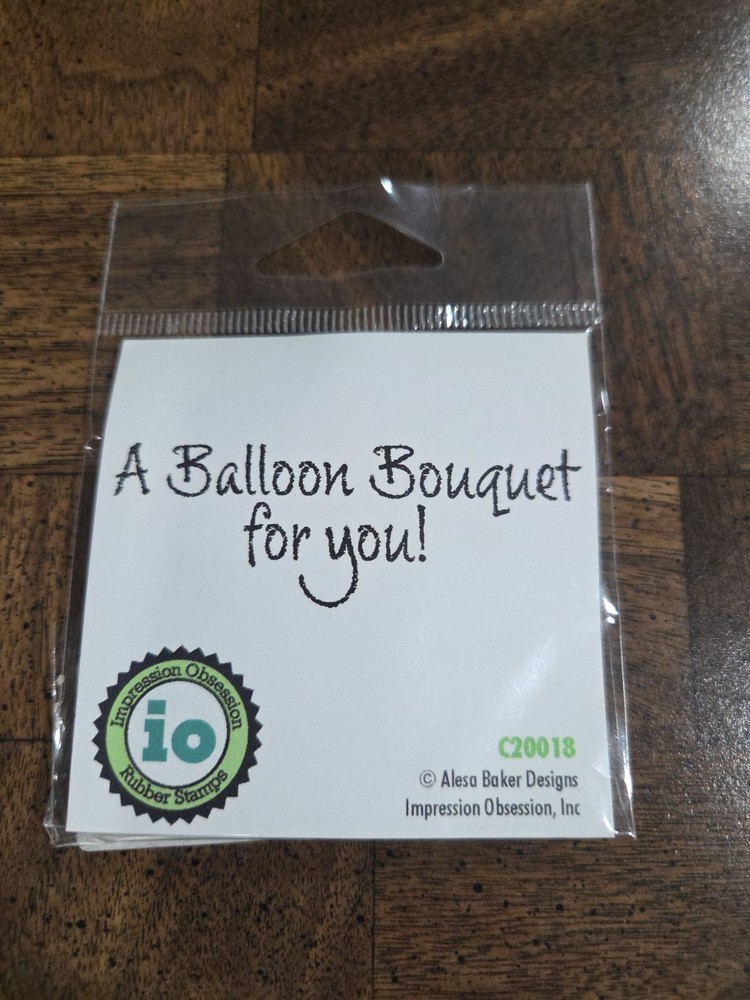 A Balloon Bouquet
for you!
Impression Obsession
io
Rubber Stamps
C20018
© Alesa Baker Designs
Impression Obsession, Inc